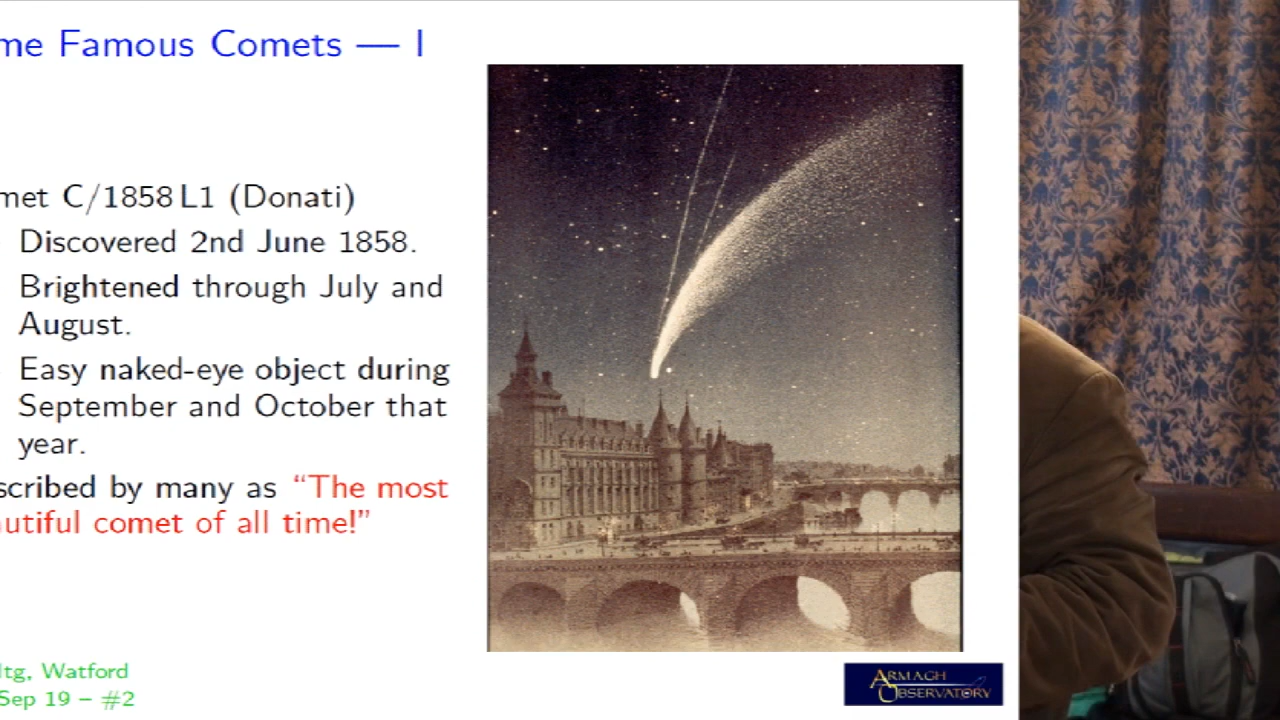 me Famous Comets — I
met C/1858 L1 (Donati)
Discovered 2nd June 1858.
Brightened through July and
August.
Easy naked-eye object during
September and October that
year.
scribed by many as “The most
utiful comet of all time!”
tg, Watford
Sep 19 – #2
ARMAGH
OBSERVATORY